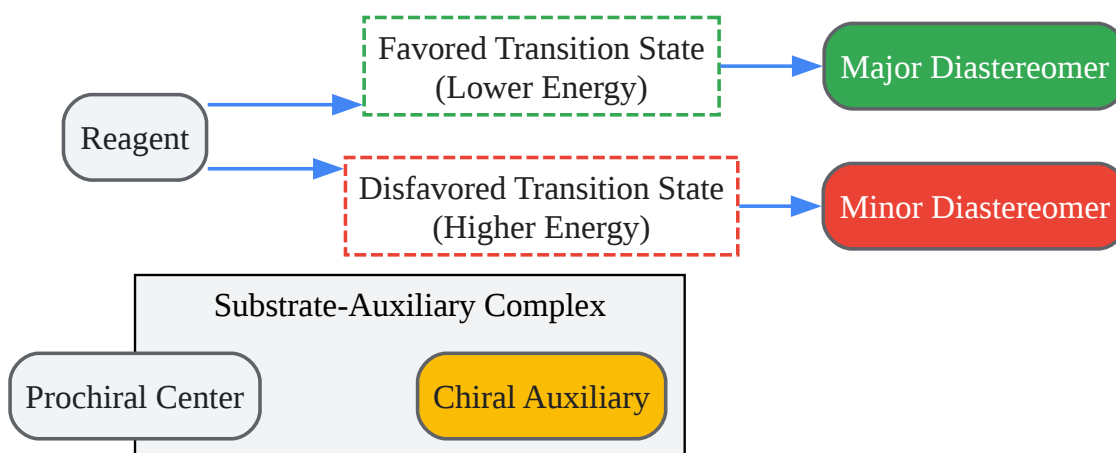 Favored Transition State
(Lower Energy)
Major Diastereomer
Reagent
Disfavored Transition State
(Higher Energy)
Minor Diastereomer
Substrate-Auxiliary Complex
Prochiral Center
Chiral Auxiliary